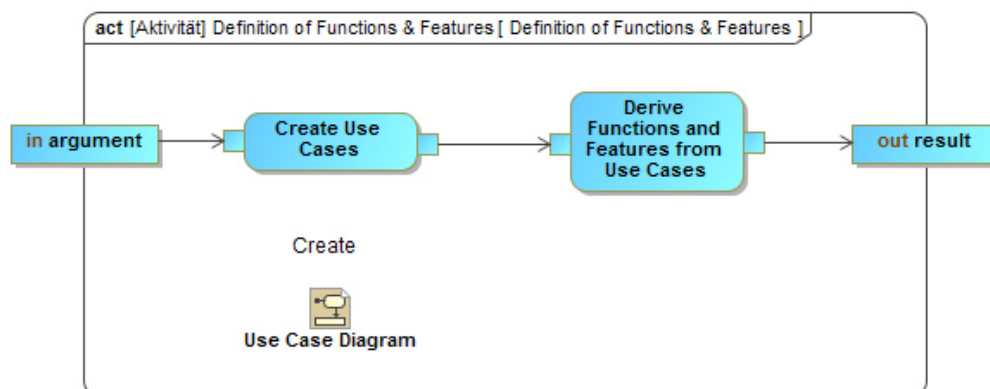 act [Aktivität] Definition of Functions & Features [ Definition of Functions & Features ]
in argument
Create Use
Cases
Derive
Functions and
Features from
Use Cases
out result
Create
Use Case Diagram